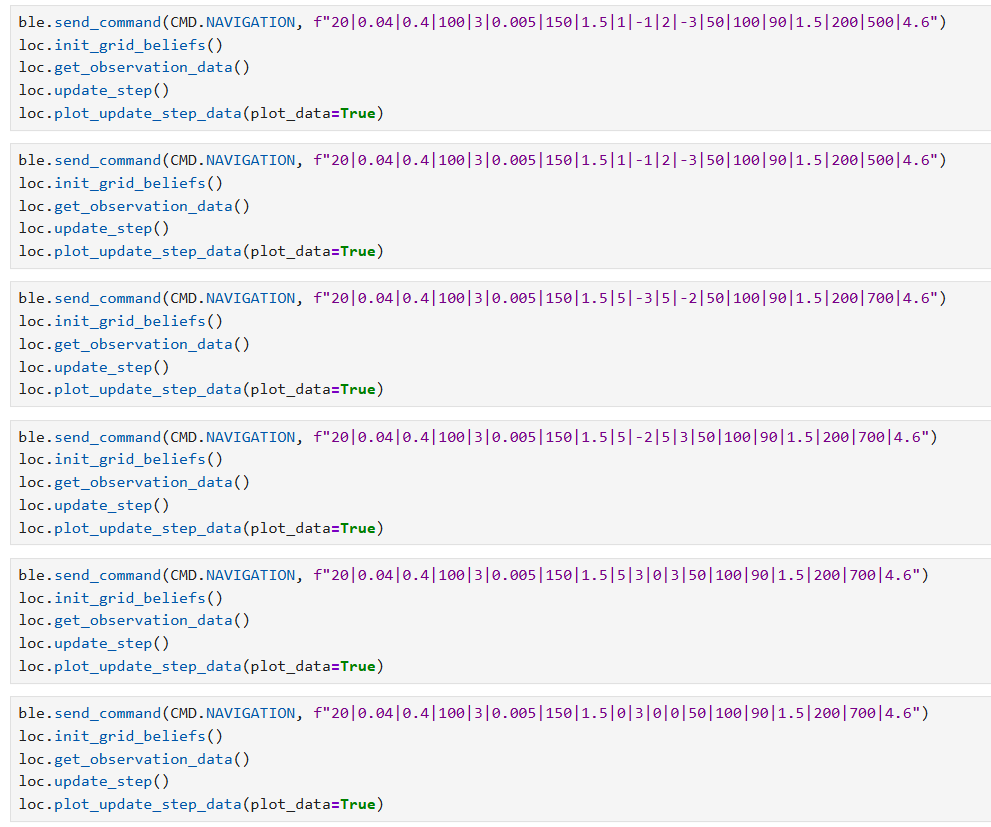 ble.send_command(CMD.NAVIGATION, f"20|0.04|0.4|100|3|0.005|150|1.5|1|-1|2|-3|50|100|90|1.5|200|500|4.6")
loc.init_grid_beliefs()
loc.get_observation_data()
loc.update_step()
loc.plot_update_step_data(plot_data=True)
ble.send_command(CMD.NAVIGATION, f"20|0.04|0.4|100|3|0.005|150|1.5|1|-1|2|-3|50|100|90|1.5|200|500|4.6")
loc.init_grid_beliefs()
loc.get_observation_data()
loc.update_step()
loc.plot_update_step_data(plot_data=True)
ble.send_command(CMD.NAVIGATION, f"20|0.04|0.4|100|3|0.005|150|1.5|5|-3|5|-2|50|100|90|1.5|200|700|4.6")
loc.init_grid_beliefs()
loc.get_observation_data()
loc.update_step()
loc.plot_update_step_data(plot_data=True)
ble.send_command(CMD.NAVIGATION, f"20|0.04|0.4|100|3|0.005|150|1.5|5|-2|5|3|50|100|90|1.5|200|700|4.6")
loc.init_grid_beliefs()
loc.get_observation_data()
loc.update_step()
loc.plot_update_step_data(plot_data=True)
ble.send_command(CMD.NAVIGATION, f"20|0.04|0.4|100|3|0.005|150|1.5|5|3|0|3|50|100|90|1.5|200|700|4.6")
loc.init_grid_beliefs()
loc.get_observation_data()
loc.update_step()
loc.plot_update_step_data(plot_data=True)
ble.send_command(CMD.NAVIGATION, f"20|0.04|0.4|100|3|0.005|150|1.5|0|3|0|0|50|100|90|1.5|200|700|4.6")
loc.init_grid_beliefs()
loc.get_observation_data()
loc.update_step()
loc.plot_update_step_data(plot_data=True)